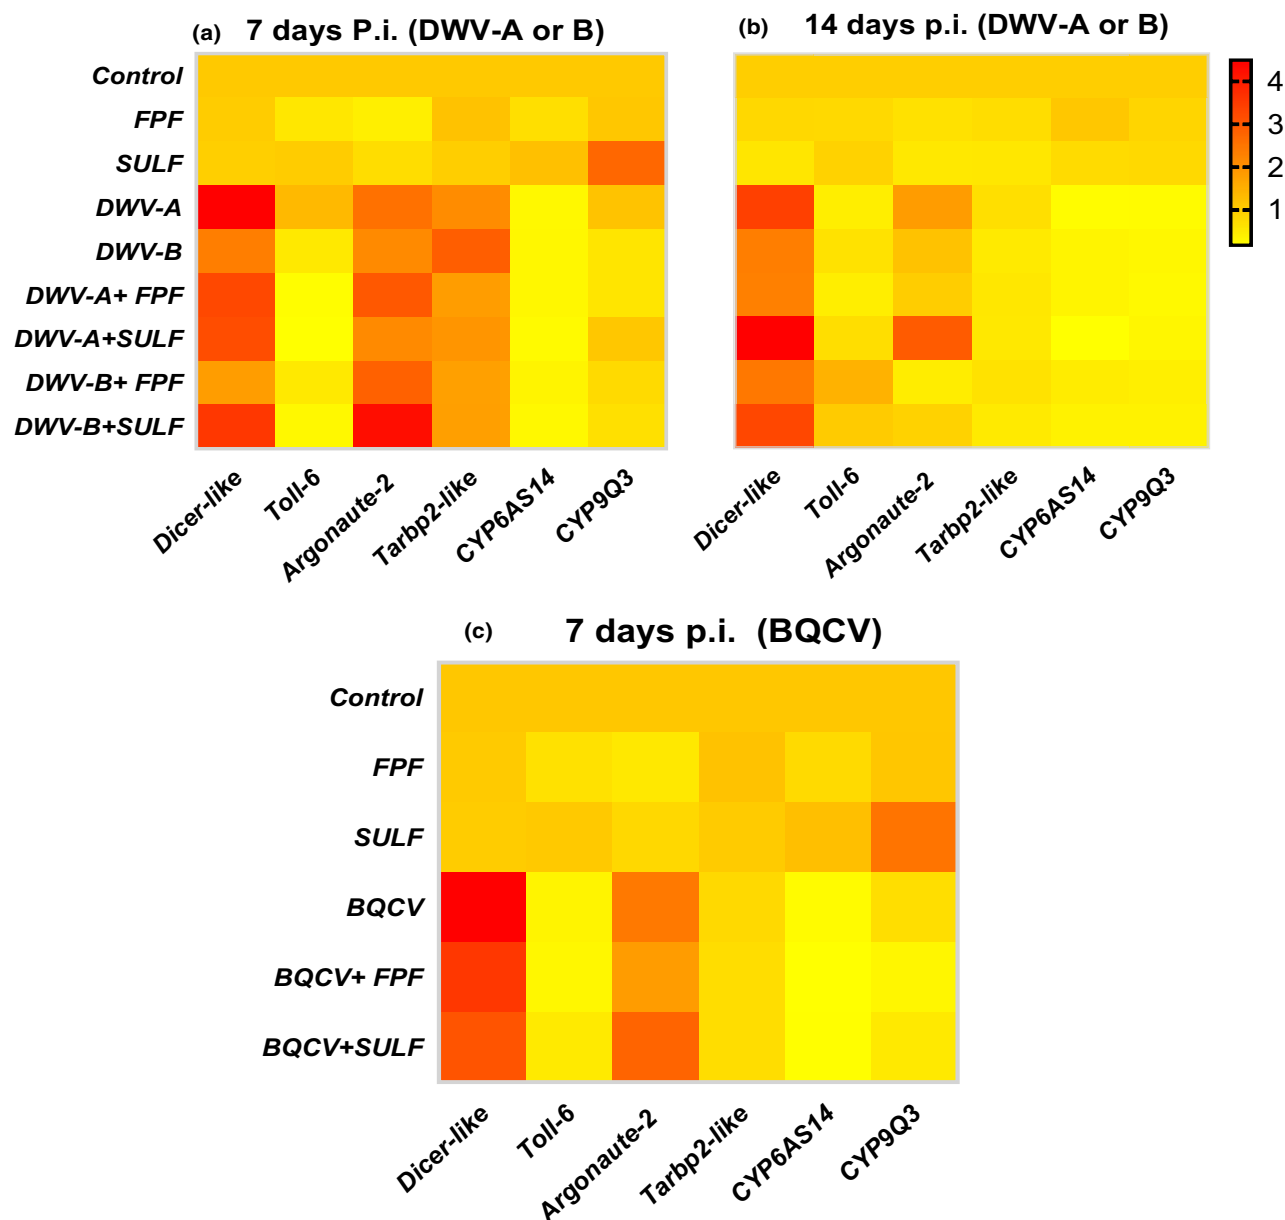 (a) 7 days P.i. (DWV-A or B)
Control
FPF
SULF
DWV-A
DWV-B
DWV-A+ FPF
DWV-A+SULF
DWV-B+ FPF
DWV-B+SULF
Dicer-like
Toll-6
Argonaute-2
Tarbp2-like
CYP6AS14
CYP9Q3
(b) 14 days p.i. (DWV-A or B)
4
3
2
1
Dicer-like
Toll-6
Argonaute-2
Tarbp2-like
CYP6AS14
CYP9Q3
(c) 7 days p.i. (BQCV)
Control
FPF
SULF
BQCV
BQCV+ FPF
BQCV+SULF
Dicer-like
Toll-6
Argonaute-2
Tarbp2-like
CYP6AS14
CYP9Q3